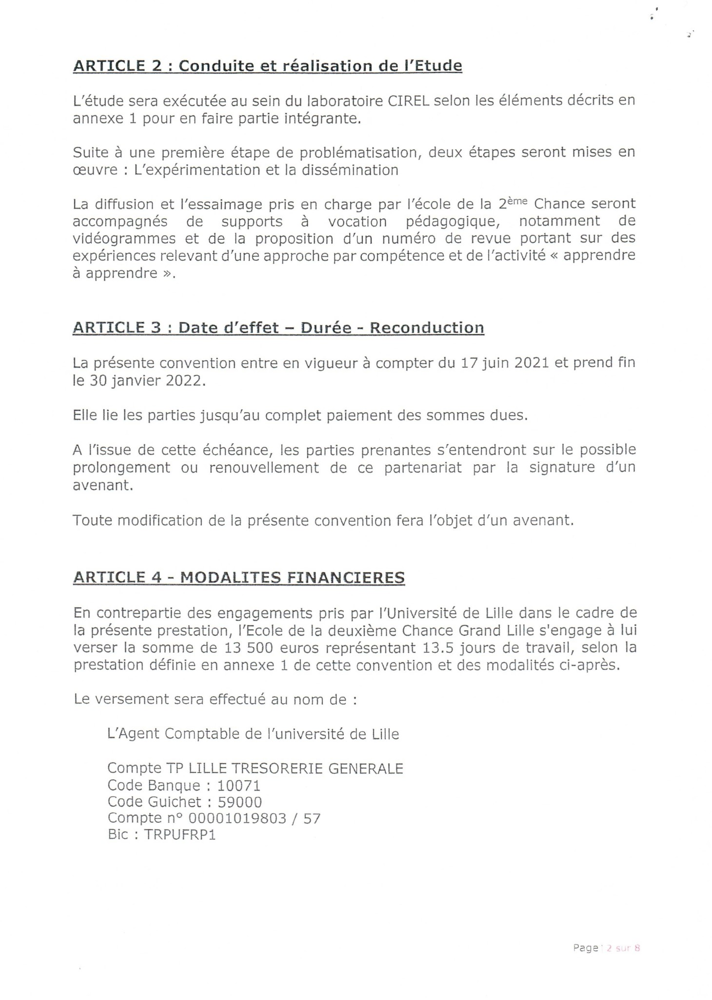 ARTICLE 2 : Conduite et réalisation de l'Etude
L'étude sera exécutée au sein du laboratoire CIREL selon les éléments décrits en
annexe 1 pour en faire partie intégrante.
Suite à une première étape de problématisation, deux étapes seront mises en
œuvre : L'expérimentation et la dissémination
La diffusion et l'essaimage pris en charge par l'école de la 2ème Chance seront
accompagnés de supports à vocation pédagogique, notamment de
vidéogrammes et de la proposition d'un numéro de revue portant sur des
expériences relevant d'une approche par compétence et de l'activité « apprendre
à apprendre ».
ARTICLE 3 : Date d'effet – Durée - Reconduction
La présente convention entre en vigueur à compter du 17 juin 2021 et prend fin
le 30 janvier 2022.
Elle lie les parties jusqu'au complet paiement des sommes dues.
A l'issue de cette échéance, les parties prenantes s'entendront sur le possible
prolongement ou renouvellement de ce partenariat par la signature d'un
avenant.
Toute modification de la présente convention fera l'objet d'un avenant.
ARTICLE 4 - MODALITES FINANCIERES
En contrepartie des engagements pris par l'Université de Lille dans le cadre de
la présente prestation, l'Ecole de la deuxième Chance Grand Lille s'engage à lui
verser la somme de 13 500 euros représentant 13.5 jours de travail, selon la
prestation définie en annexe 1 de cette convention et des modalités ci-après.
Le versement sera effectué au nom de :
L'Agent Comptable de l'université de Lille
Compte TP LILLE TRESORERIE GENERALE
Code Banque : 10071
Code Guichet : 59000
Compte n° 00001019803 / 57
Bic : TRPUFRP1
Page 2 sur 8